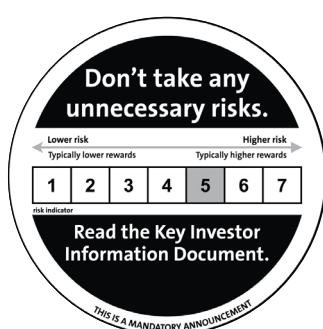 Don’t take any
unnecessary risks.
Lower risk Higher risk
Typically lower rewards Typically higher rewards
1 2 3 4 5 6 7
risk indicator
Read the Key Investor
Information Document.
THIS IS A MANDATORY ANNOUNCEMENT